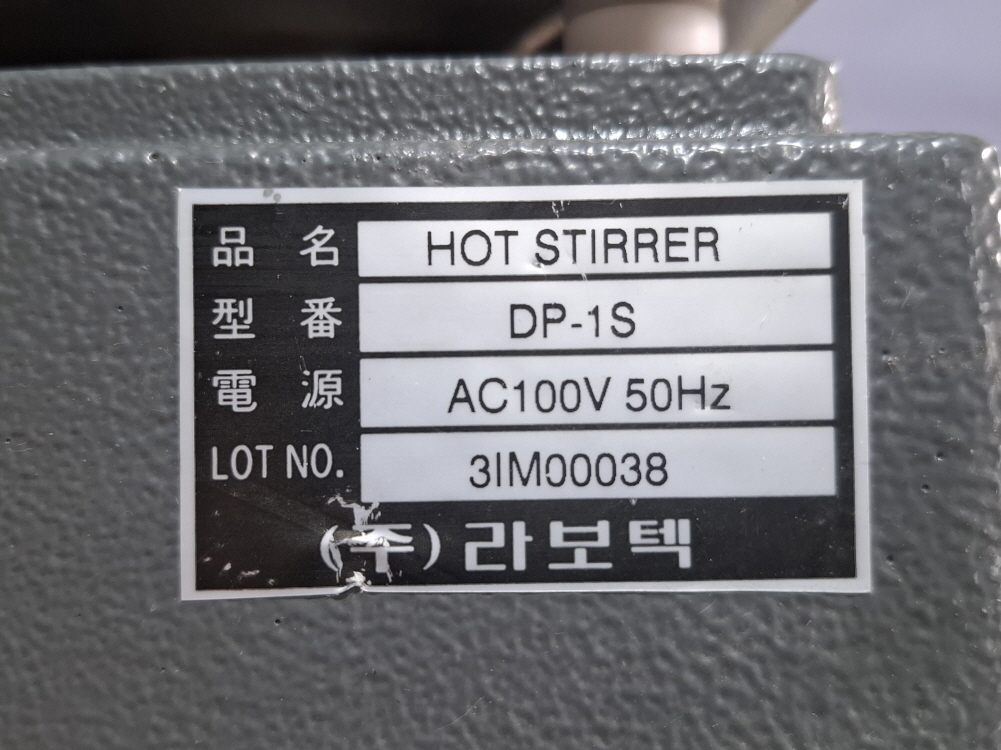 品 名 HOT STIRRER
型 番 DP-1S
電 源 AC100V 50Hz
LOT NO. 3IM00038
(주)라보텍